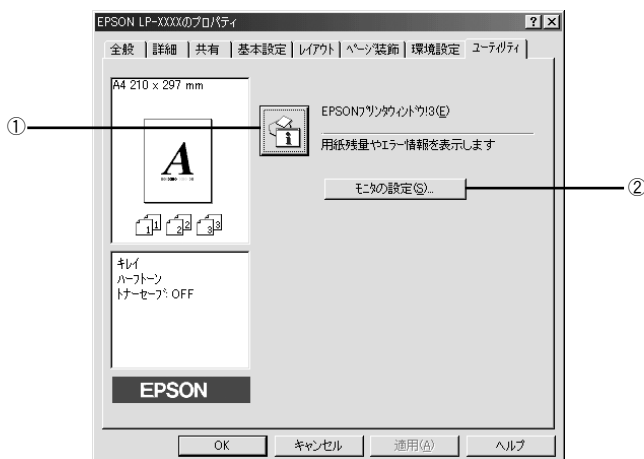 EPSON LP-XXXXのプロパティ
全般 詳細 共有 基本設定 レイアウト ページ装飾 環境設定 ユーティリティ
A4 210 x 297 mm
A
1 1 2 2 3 3
キレイ
ハーフトーン
トナーセーブ: OFF
EPSON
①
EPSONプリンタウィンドウ!3(E)
用紙残量やエラー情報を表示します
モニタの設定(S)...
②
OK キャンセル 適用(A) ヘルプ